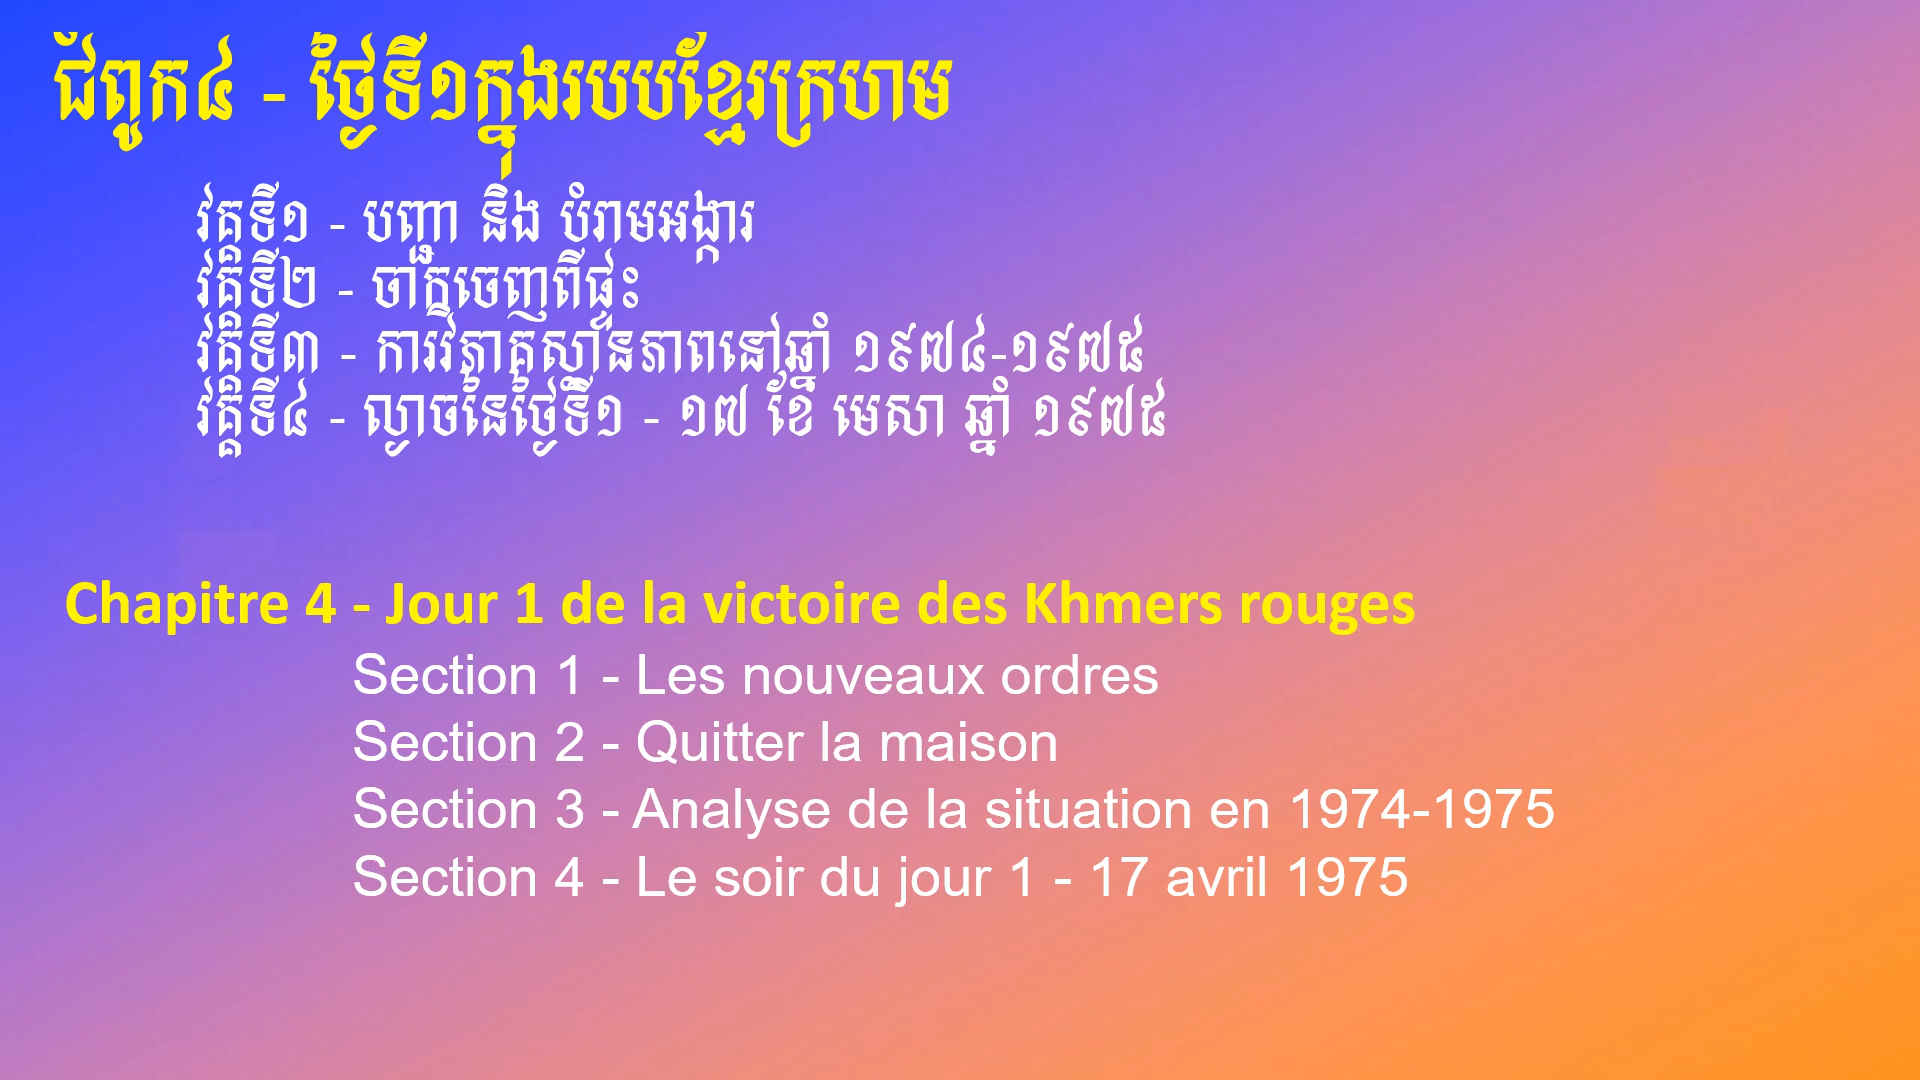 ជំពូក៤ - ថ្ងៃទី១ក្នុងរបបខ្មែរក្រហម
វគ្គទី១ - បញ្ជា និង បំរាមអង្ការ
វគ្គទី២ - ចាកចេញពីផ្ទះ
វគ្គទី៣ - ការវិភាគស្ថានភាពនៅឆ្នាំ ១៩៧៤-១៩៧៥
វគ្គទី៤ - ល្ងាចនៃថ្ងៃទី១ - ១៧ ខែ មេសា ឆ្នាំ ១៩៧៥
Chapitre 4 - Jour 1 de la victoire des Khmers rouges
Section 1 - Les nouveaux ordres
Section 2 - Quitter la maison
Section 3 - Analyse de la situation en 1974-1975
Section 4 - Le soir du jour 1 - 17 avril 1975